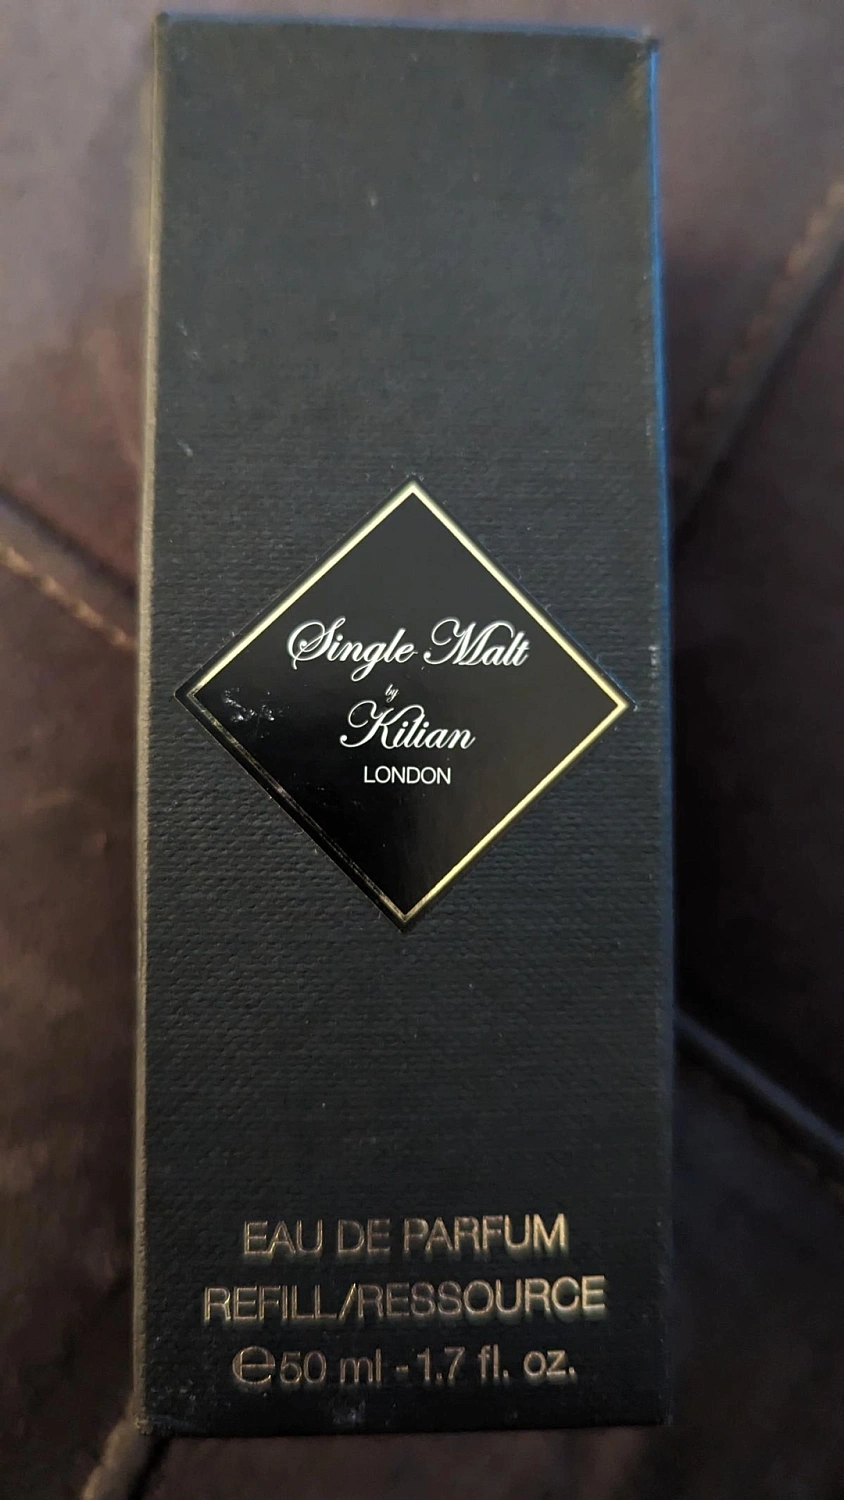 Single Malt
by
Kilian
LONDON
EAU DE PARFUM
REFILL/RESSOURCE
℮50 ml - 1.7 fl. oz.